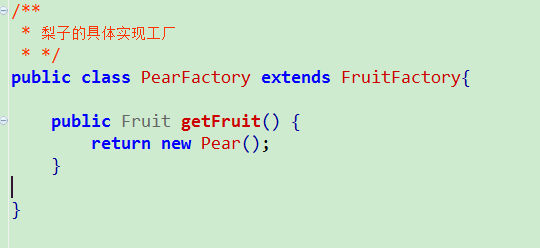 /**
 * 梨子的具体实现工厂
 * */
public class PearFactory extends FruitFactory{
    public Fruit getFruit() {
        return new Pear();
    }
}